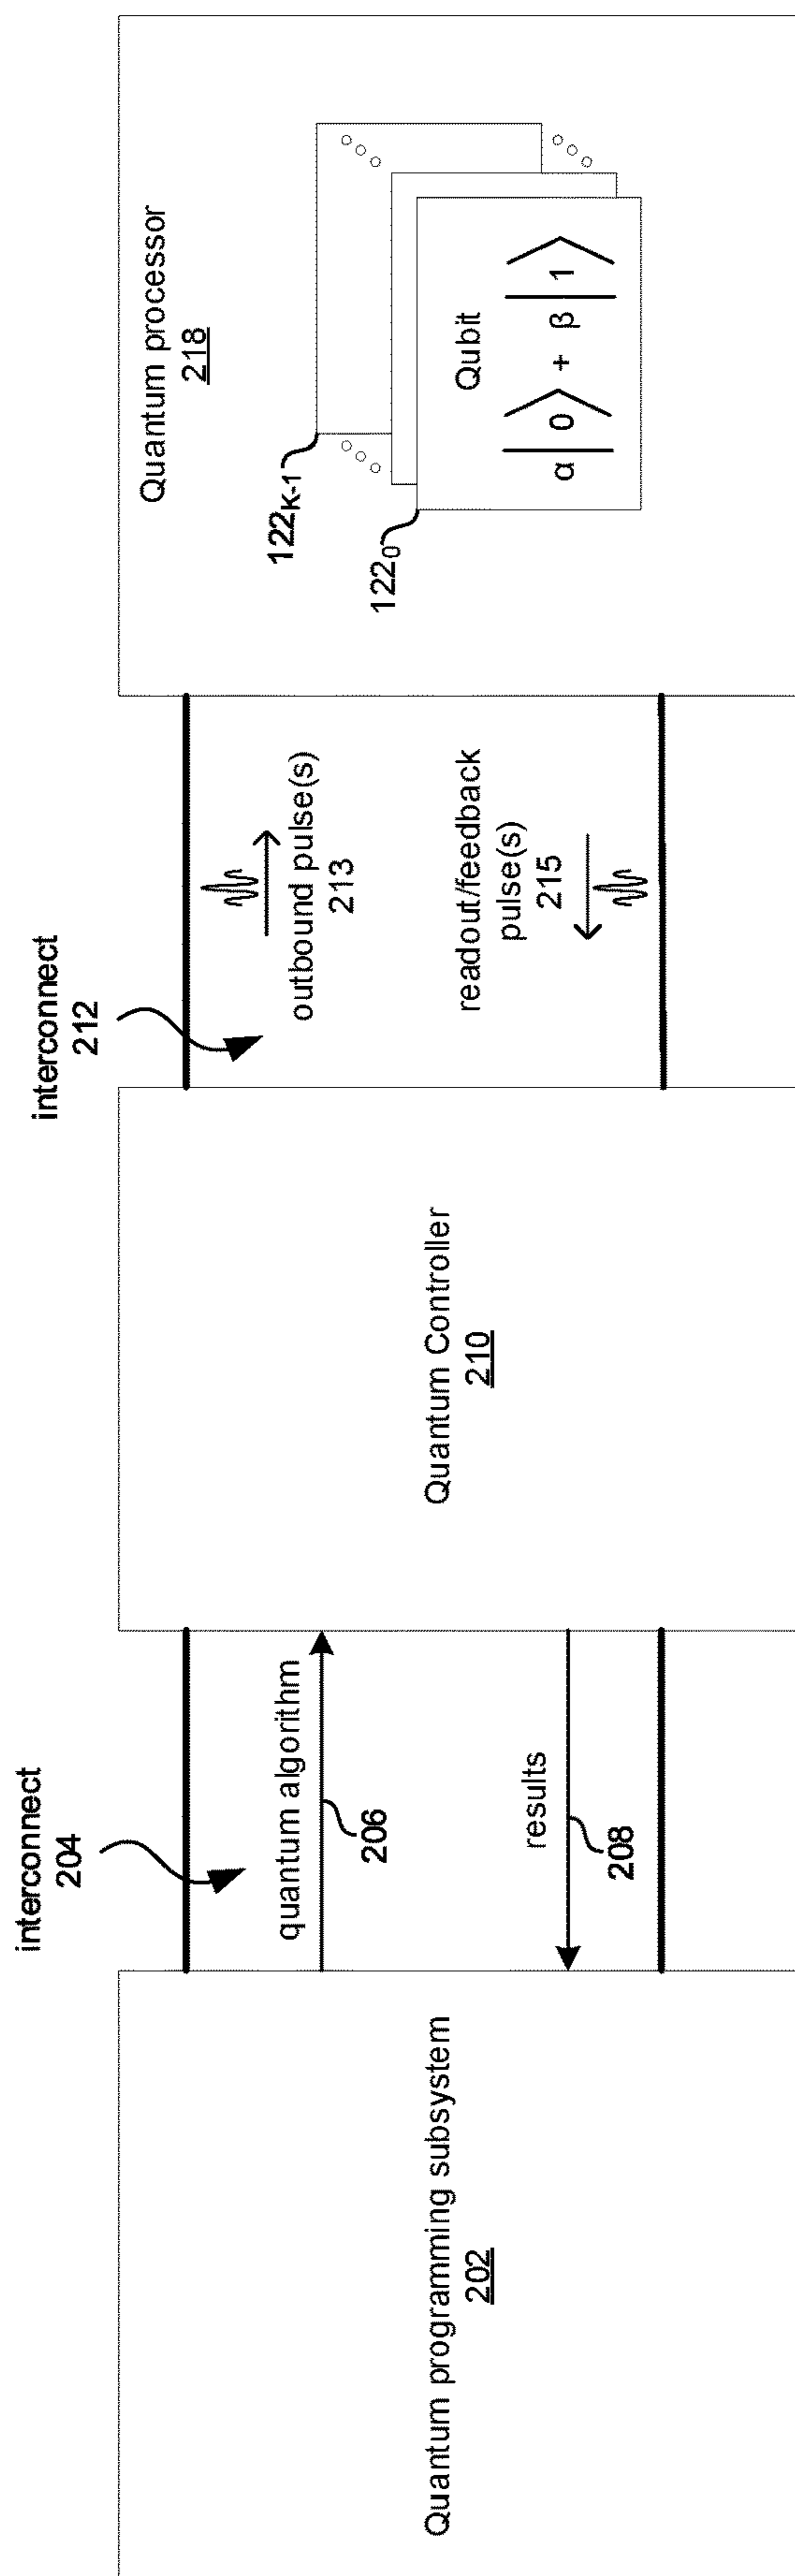 interconnect
204
interconnect
212
Quantum programming subsystem
202
quantum algorithm
206
results
208
Quantum Controller
210
outbound pulse(s)
213
readout/feedback
pulse(s)
215
Quantum processor
218
122K-1
1220
Qubit
α|0⟩ + β|1⟩